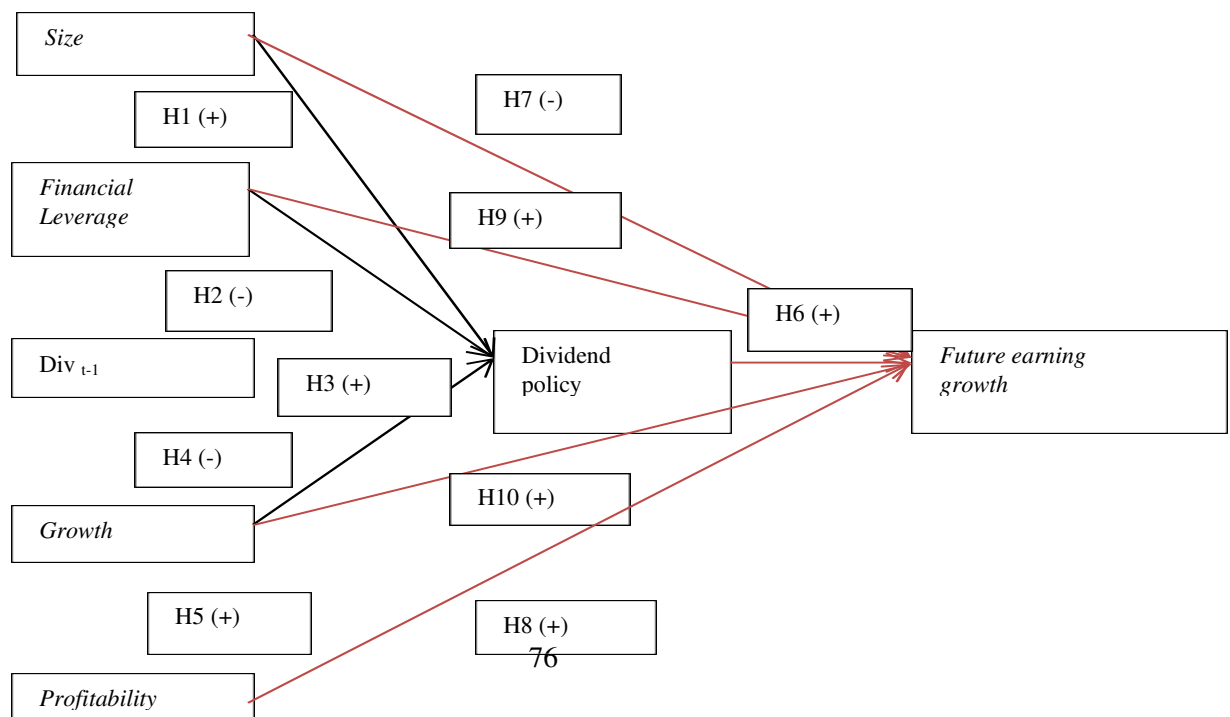 Size
H7 (-)
H1 (+)
Financial
Leverage
H9 (+)
H2 (-)
H6 (+)
Div t-1
Dividend
policy
Future earning
growth
H3 (+)
H4 (-)
H10 (+)
Growth
H5 (+)
H8 (+)
76
Profitability